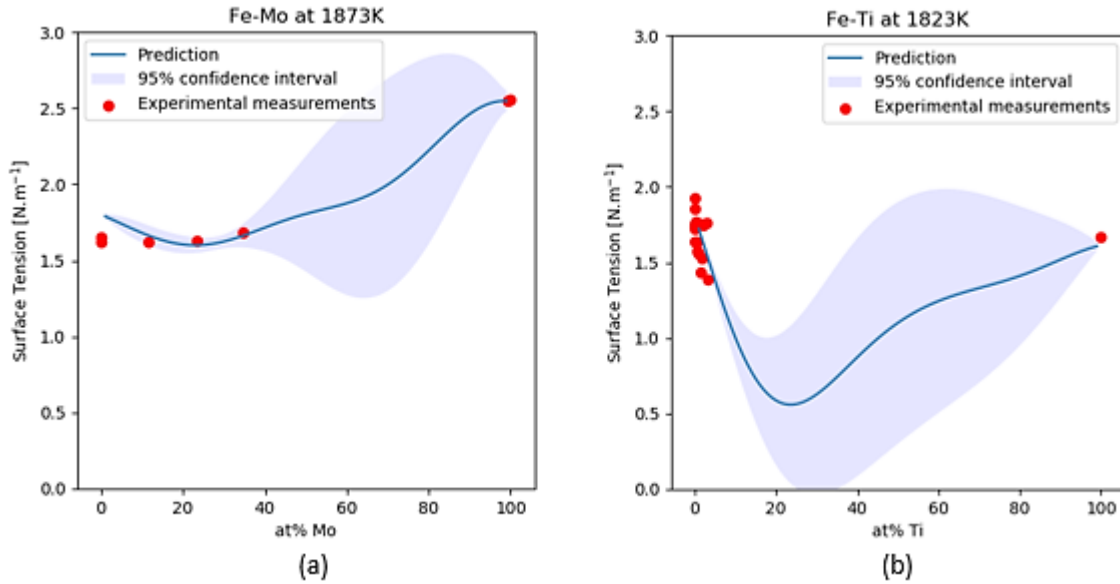 Fe-Mo at 1873K
3.0
2.5
2.0
1.5
1.0
0.5
0.0
Surface Tension [N.m⁻¹]
Prediction
95% confidence interval
Experimental measurements
0 20 40 60 80 100
at% Mo
(a)
Fe-Ti at 1823K
3.0
2.5
2.0
1.5
1.0
0.5
0.0
Surface Tension [N.m⁻¹]
Prediction
95% confidence interval
Experimental measurements
0 20 40 60 80 100
at% Ti
(b)